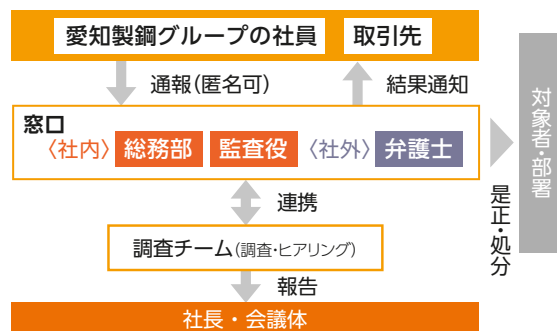 愛知製鋼グループの社員 取引先
通報(匿名可) 結果通知
窓口
〈社内〉 総務部 監査役 〈社外〉 弁護士
対象者・部署
是正・処分
連携
調査チーム(調査・ヒアリング)
報告
社長・会議体